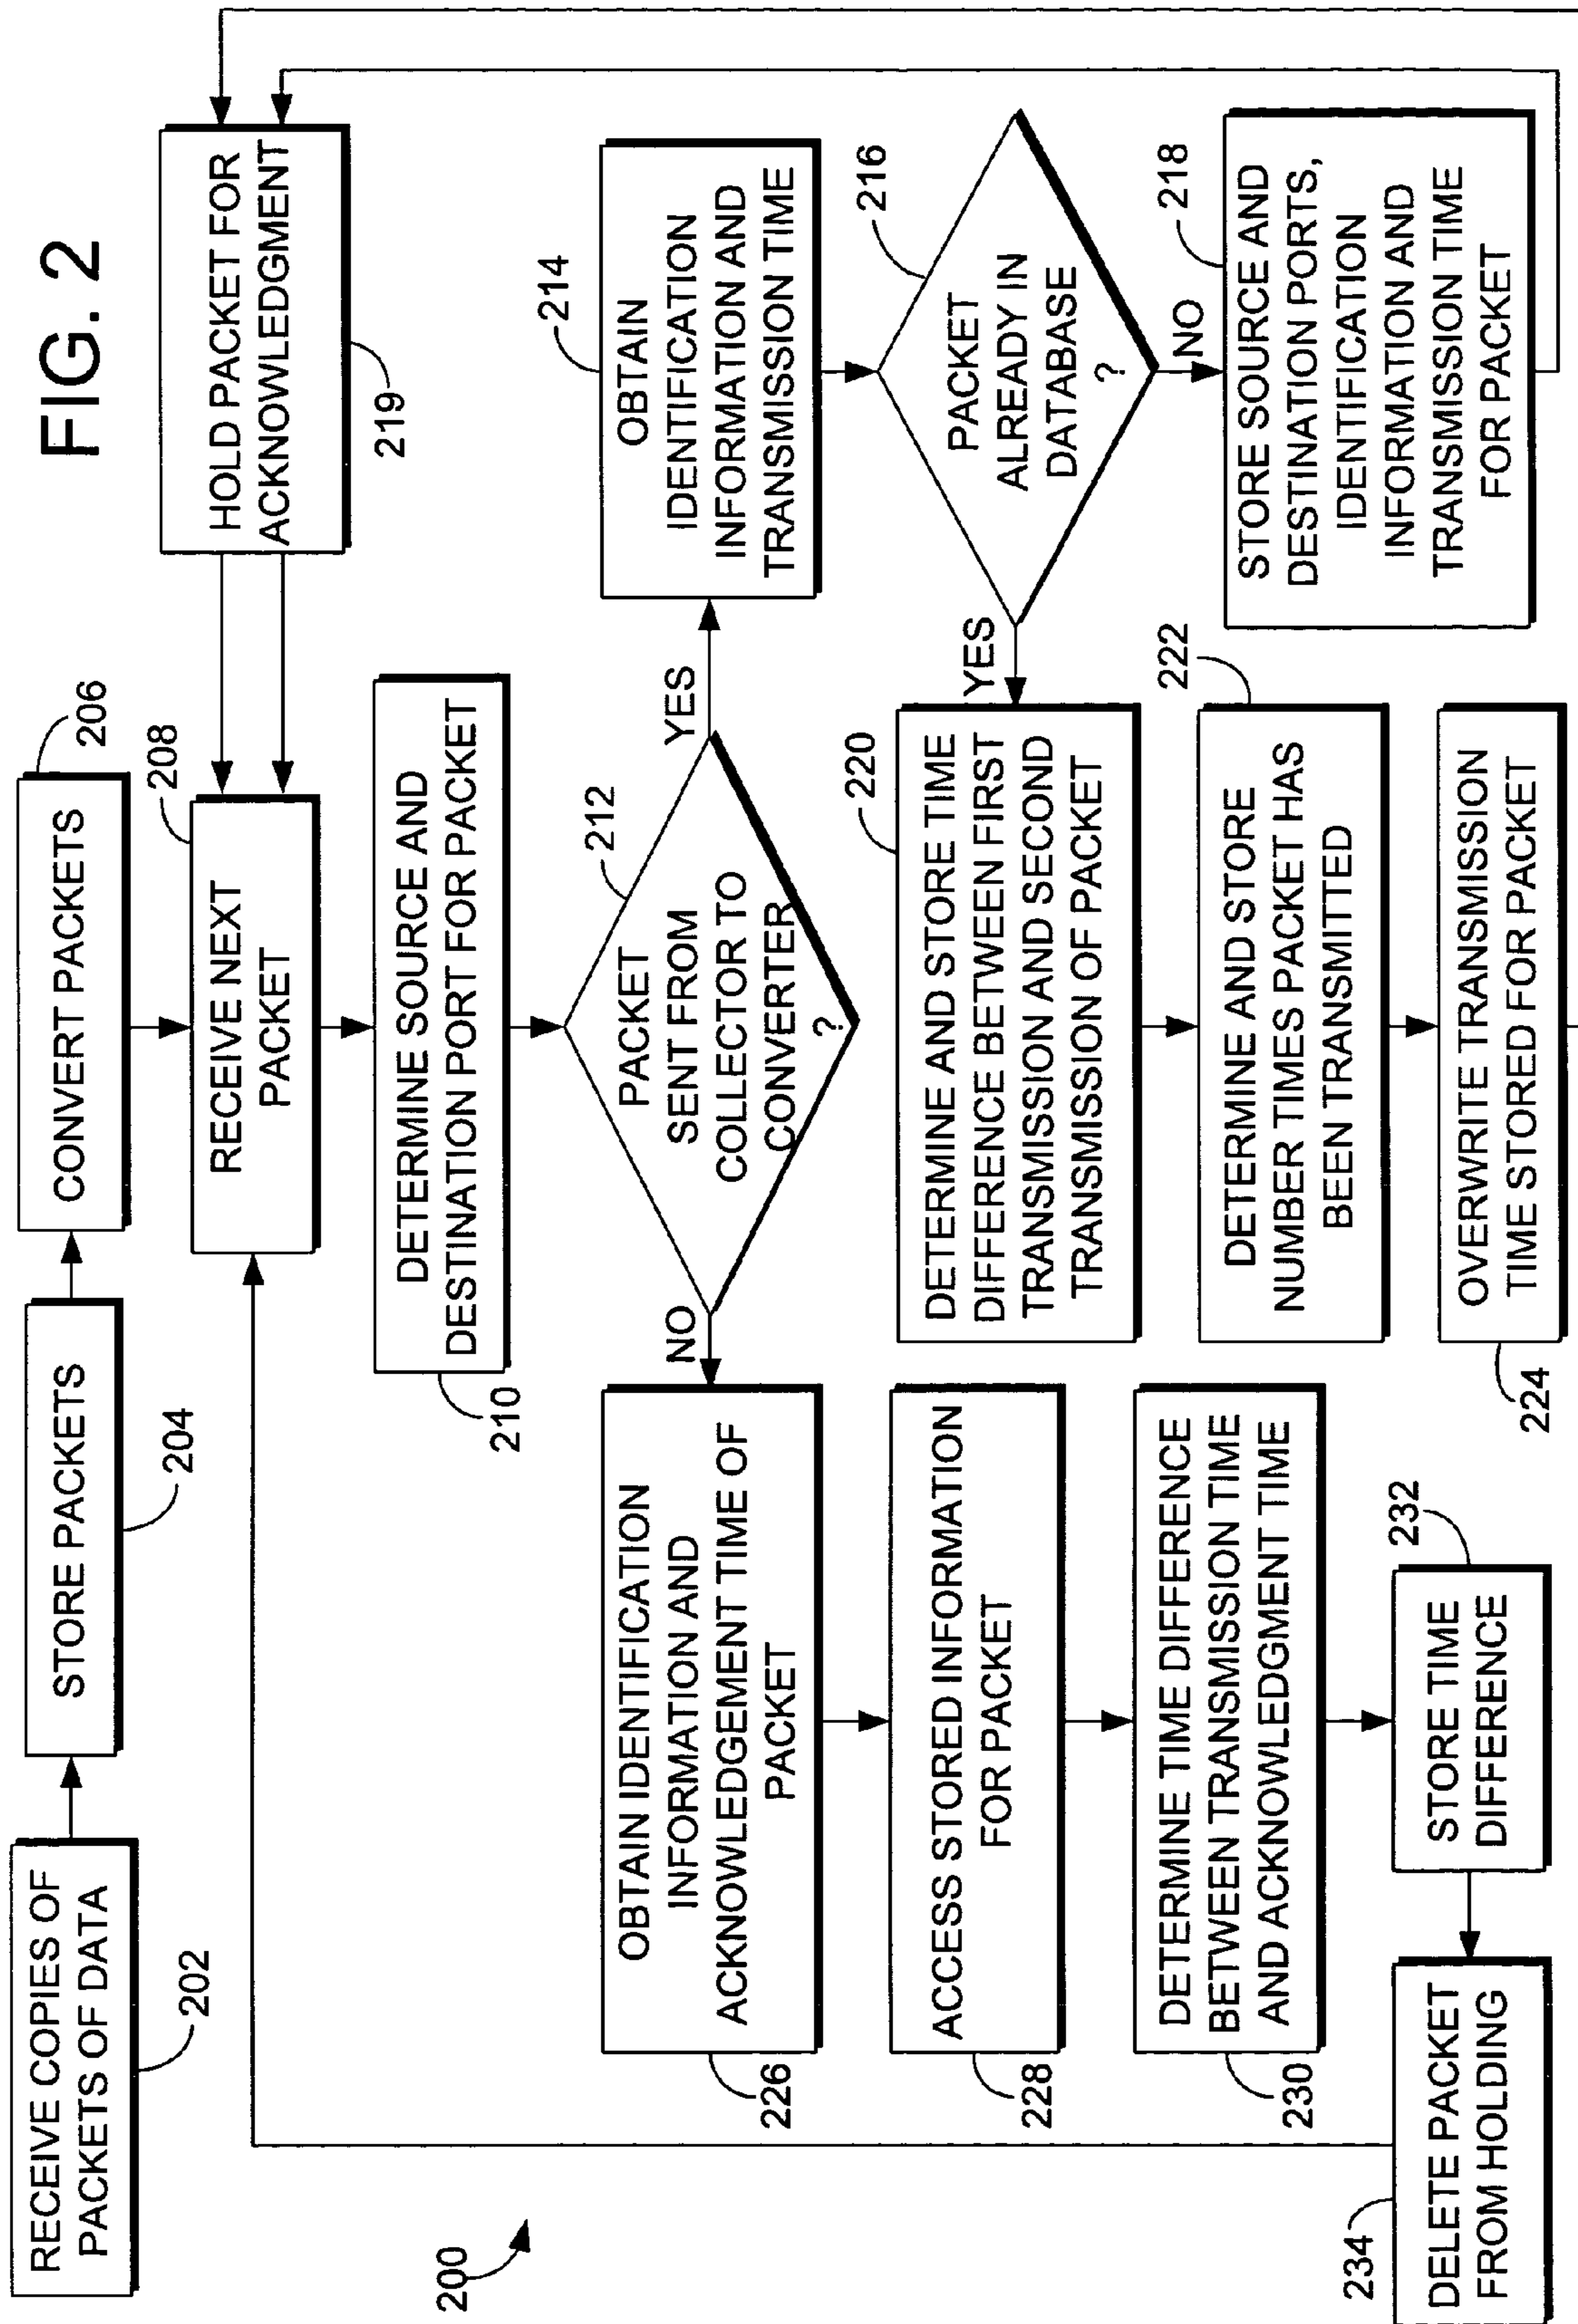 FIG. 2
200
RECEIVE COPIES OF
PACKETS OF DATA
202
STORE PACKETS
204
CONVERT PACKETS
206
RECEIVE NEXT
PACKET
208
HOLD PACKET FOR
ACKNOWLEDGMENT
219
DETERMINE SOURCE AND
DESTINATION PORT FOR PACKET
210
PACKET
SENT FROM
COLLECTOR TO
CONVERTER
?
212
YES
NO
OBTAIN
IDENTIFICATION
INFORMATION AND
TRANSMISSION TIME
214
PACKET
ALREADY IN
DATABASE
?
216
YES
NO
STORE SOURCE AND
DESTINATION PORTS,
IDENTIFICATION
INFORMATION AND
TRANSMISSION TIME
FOR PACKET
218
DETERMINE AND STORE TIME
DIFFERENCE BETWEEN FIRST
TRANSMISSION AND SECOND
TRANSMISSION OF PACKET
220
DETERMINE AND STORE
NUMBER TIMES PACKET HAS
BEEN TRANSMITTED
222
OVERWRITE TRANSMISSION
TIME STORED FOR PACKET
224
OBTAIN IDENTIFICATION
INFORMATION AND
ACKNOWLEDGEMENT TIME OF
PACKET
226
ACCESS STORED INFORMATION
FOR PACKET
228
DETERMINE TIME DIFFERENCE
BETWEEN TRANSMISSION TIME
AND ACKNOWLEDGMENT TIME
230
STORE TIME
DIFFERENCE
232
DELETE PACKET
FROM HOLDING
234